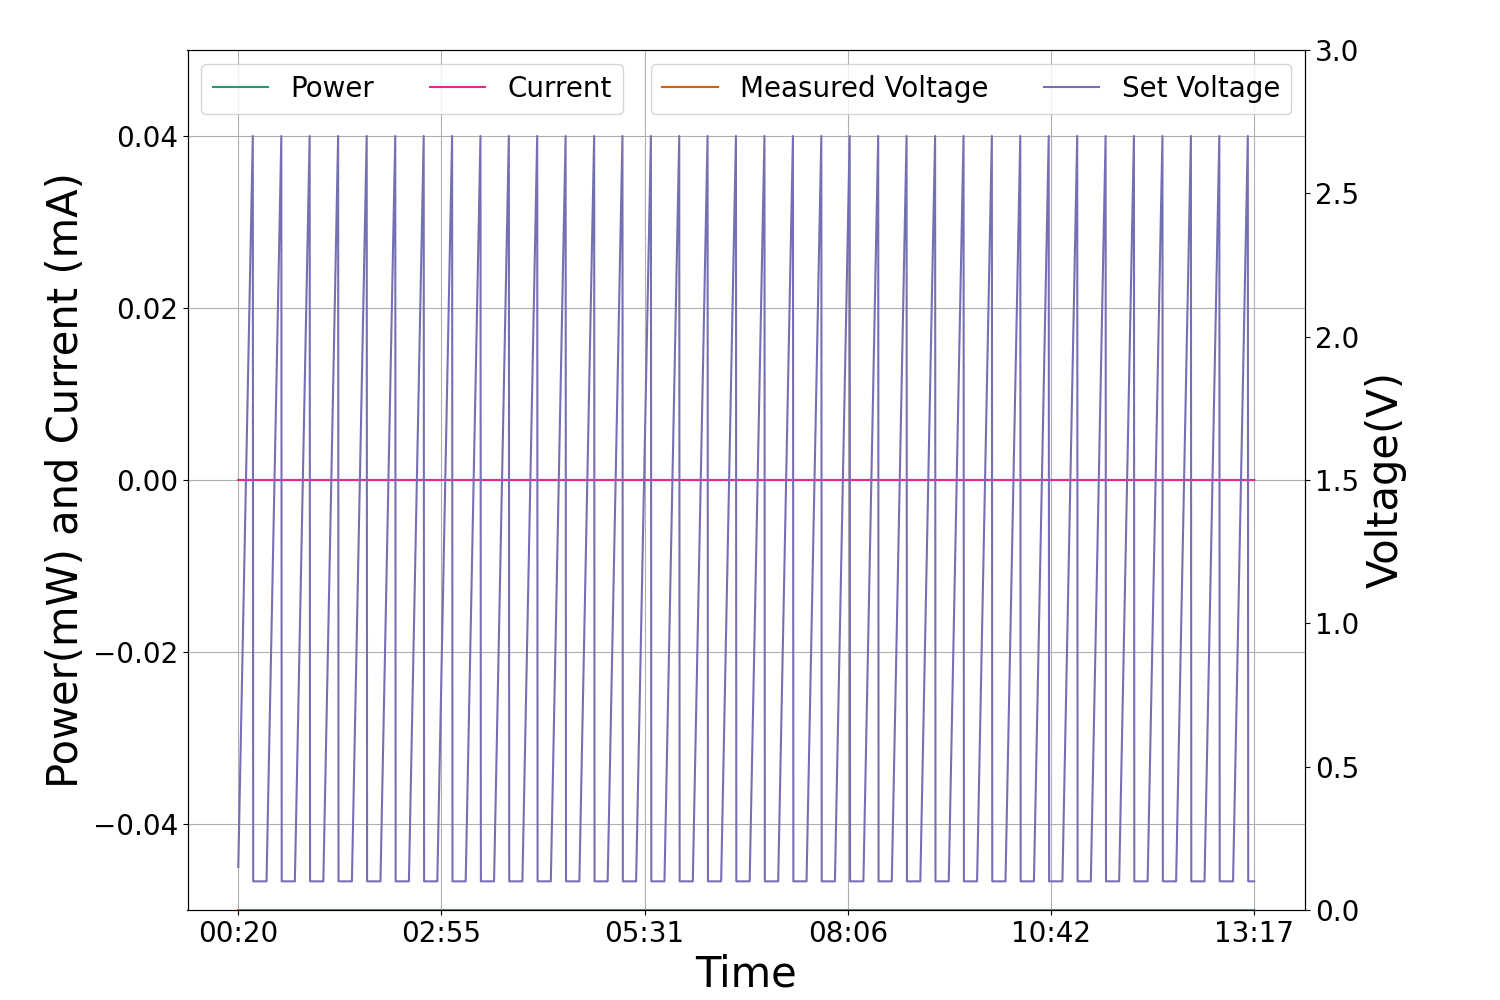 Power Current Measured Voltage Set Voltage
Power(mW) and Current (mA)
0.04
0.02
0.00
−0.02
−0.04
3.0
2.5
2.0
1.5
1.0
0.5
0.0
Voltage(V)
00:20 02:55 05:31 08:06 10:42 13:17
Time